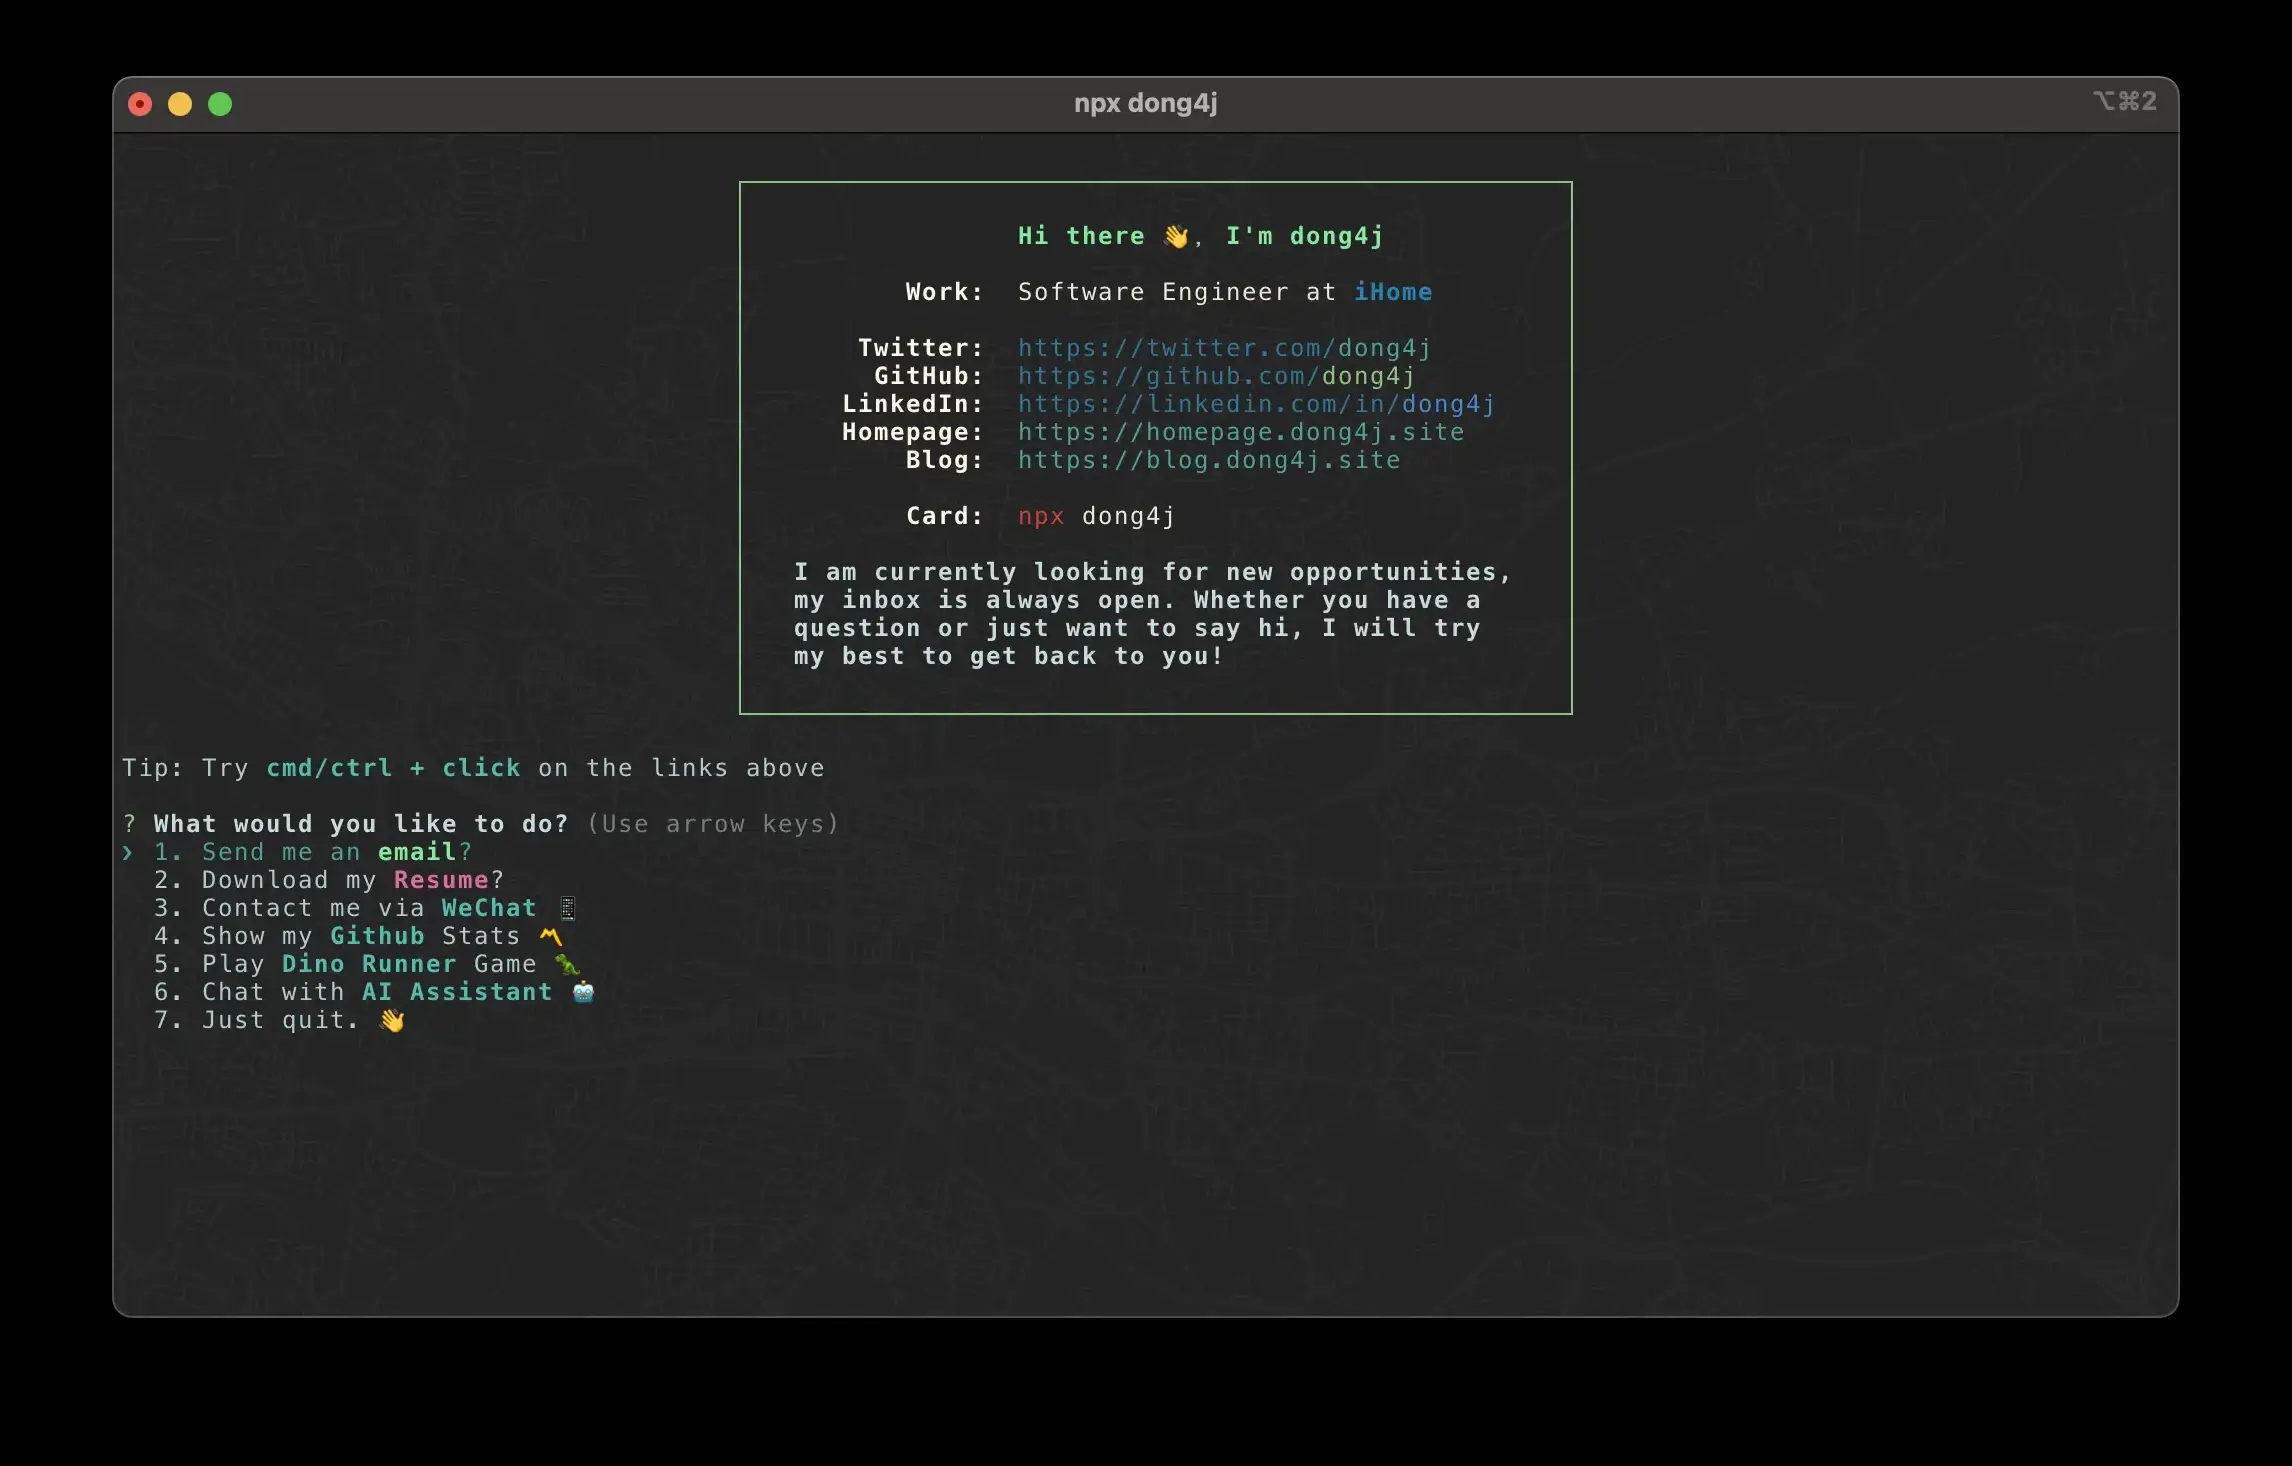 npx dong4j
⌥⌘2
Hi there 👋, I'm dong4j
Work: Software Engineer at iHome
Twitter: https://twitter.com/dong4j
GitHub: https://github.com/dong4j
LinkedIn: https://linkedin.com/in/dong4j
Homepage: https://homepage.dong4j.site
Blog: https://blog.dong4j.site
Card: npx dong4j
I am currently looking for new opportunities,
my inbox is always open. Whether you have a
question or just want to say hi, I will try
my best to get back to you!
Tip: Try cmd/ctrl + click on the links above
? What would you like to do? (Use arrow keys)
❯ 1. Send me an email?
2. Download my Resume?
3. Contact me via WeChat 📱
4. Show my Github Stats 〽️
5. Play Dino Runner Game 🦖
6. Chat with AI Assistant 🤖
7. Just quit. 👋